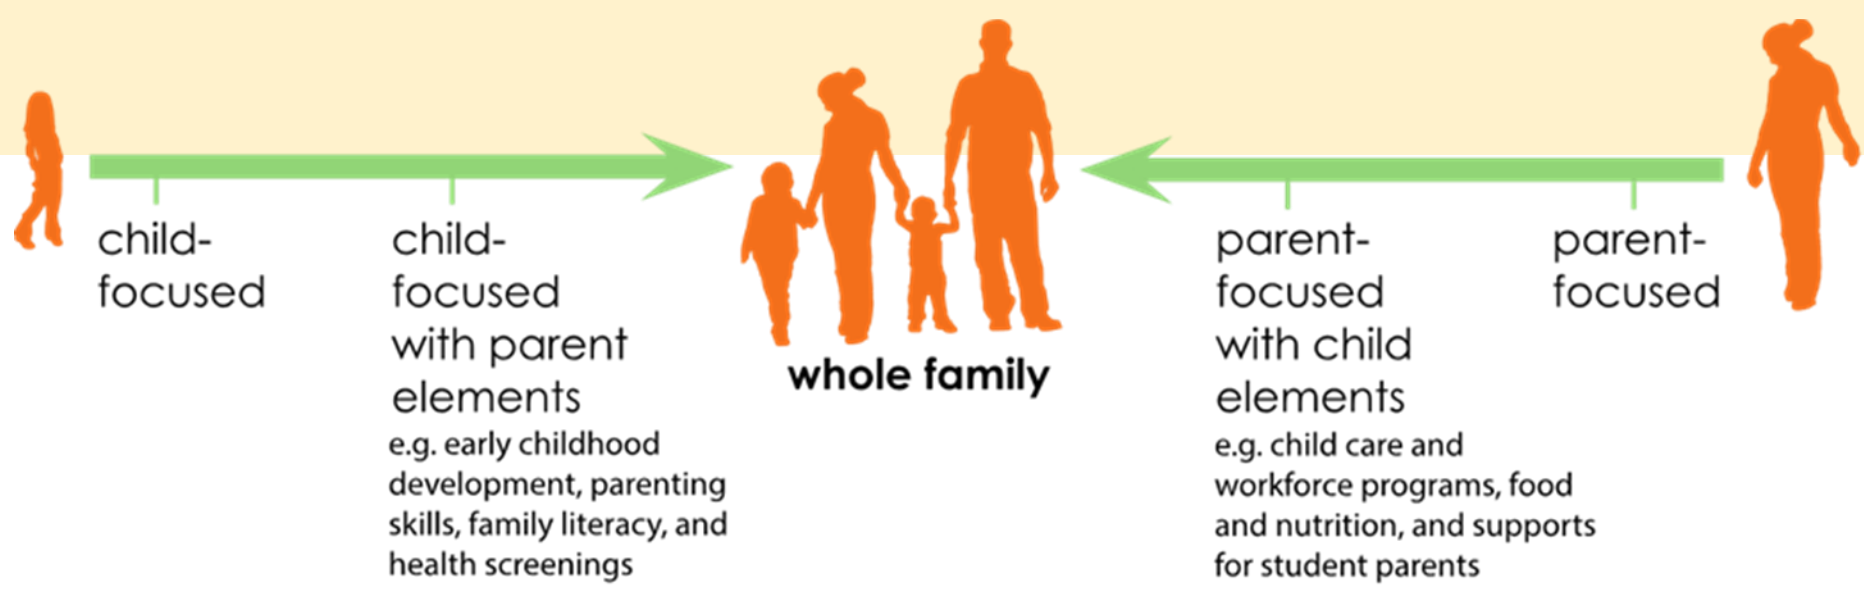 child-
focused
child-
focused
with parent
elements
e.g. early childhood
development, parenting
skills, family literacy, and
health screenings
whole family
parent-
focused
with child
elements
e.g. child care and
workforce programs, food
and nutrition, and supports
for student parents
parent-
focused